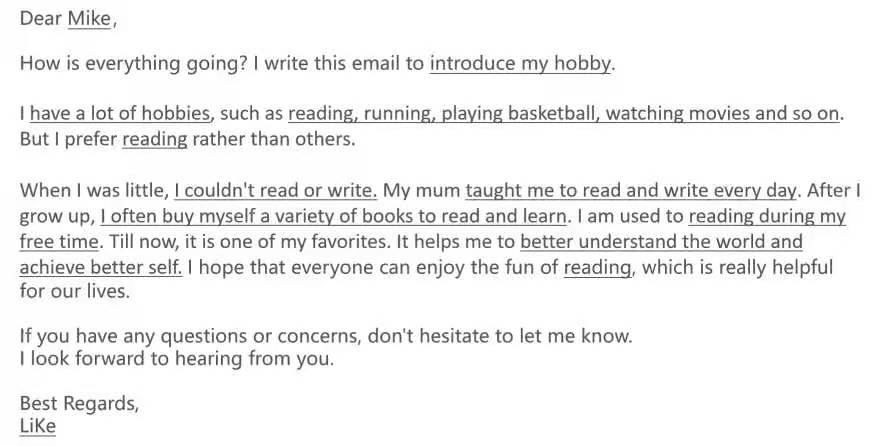 Dear Mike,
How is everything going? I write this email to introduce my hobby.
I have a lot of hobbies, such as reading, running, playing basketball, watching movies and so on.
But I prefer reading rather than others.
When I was little, I couldn't read or write. My mum taught me to read and write every day. After I
grow up, I often buy myself a variety of books to read and learn. I am used to reading during my
free time. Till now, it is one of my favorites. It helps me to better understand the world and
achieve better self. I hope that everyone can enjoy the fun of reading, which is really helpful
for our lives.
If you have any questions or concerns, don't hesitate to let me know.
I look forward to hearing from you.
Best Regards,
LiKe